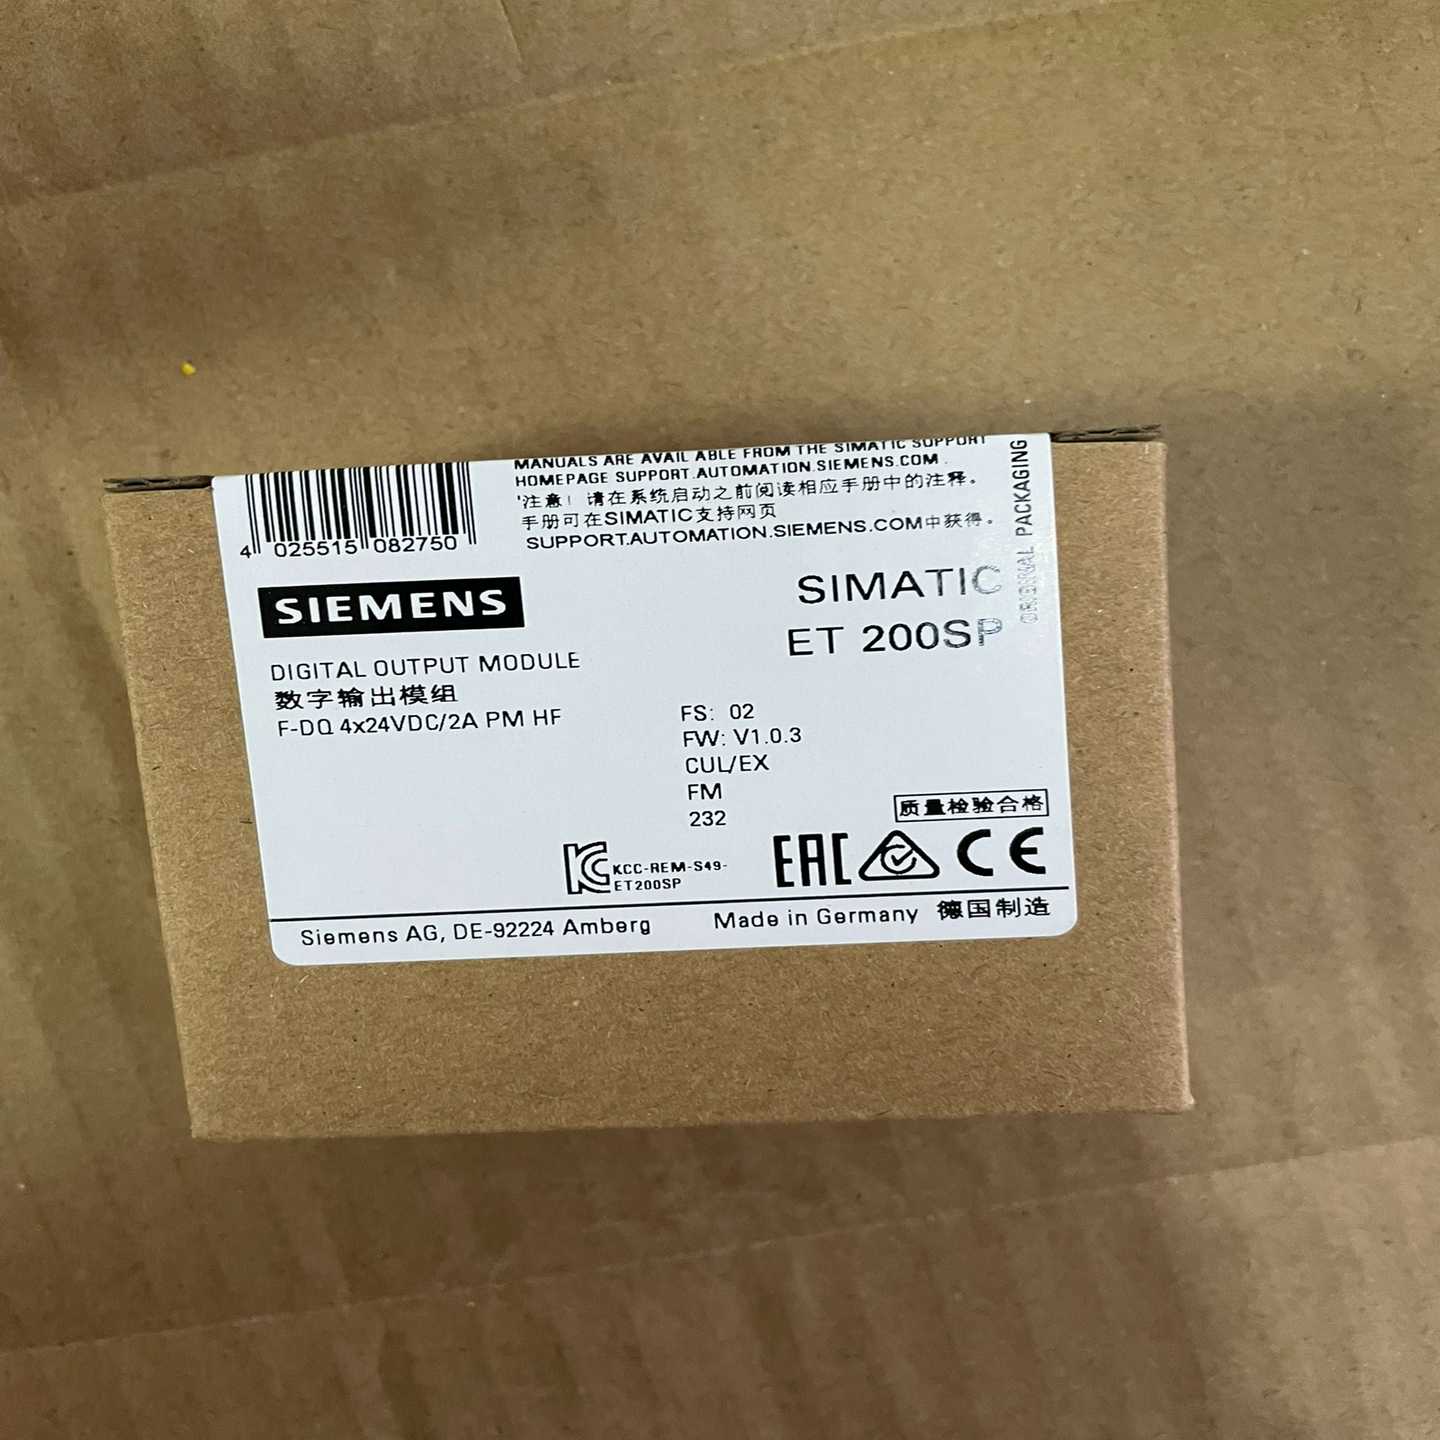 MANUALS ARE AVAILABLE FROM THE SIMATIC SUPPORT
HOMEPAGE SUPPORT.AUTOMATION.SIEMENS.COM.
'注意！请在系统启动之前阅读相应手册中的注释。
手册可在SIMATIC支持网页
SUPPORT.AUTOMATION.SIEMENS.COM中获得。
4 025515 082750
ORIGINAL PACKAGING
SIEMENS
SIMATIC
ET 200SP
DIGITAL OUTPUT MODULE
数字输出模组
F-DQ 4x24VDC/2A PM HF
FS: 02
FW: V1.0.3
CUL/EX
FM
232
质量检验合格
KCC-REM-S49-
ET200SP
EAC
CE
Siemens AG, DE-92224 Amberg
Made in Germany 德国制造